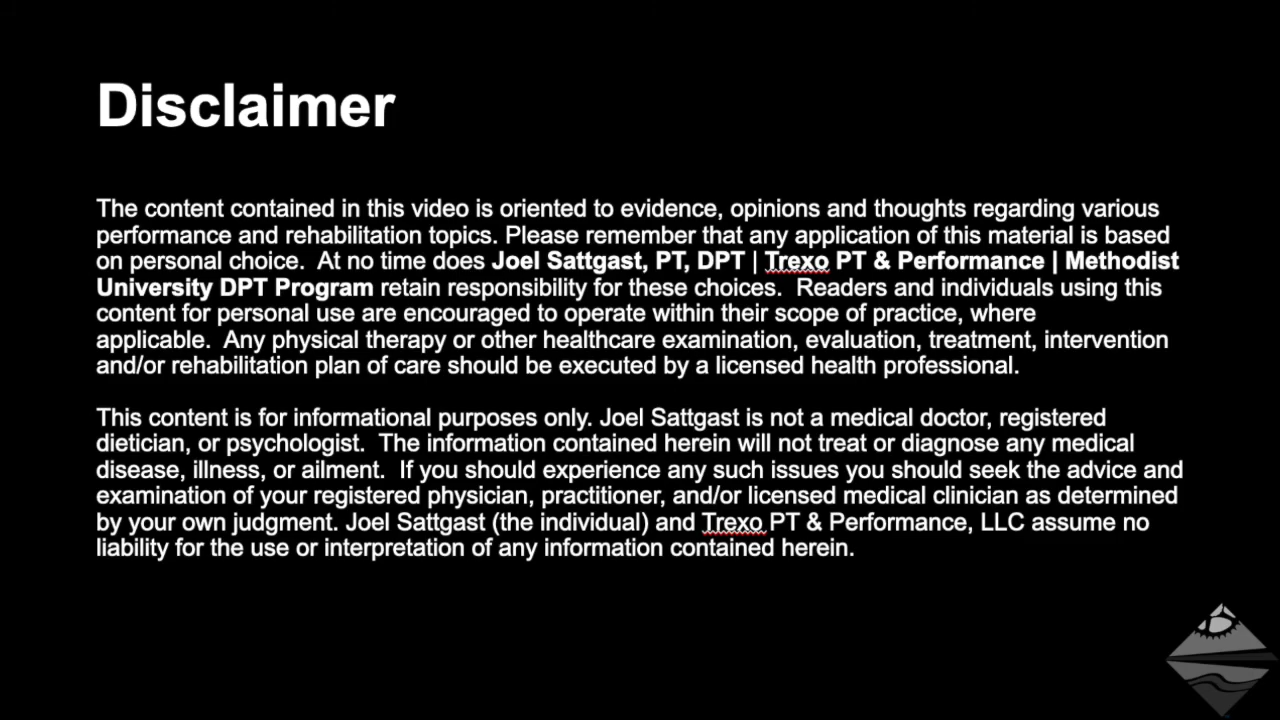 Disclaimer
The content contained in this video is oriented to evidence, opinions and thoughts regarding various
performance and rehabilitation topics. Please remember that any application of this material is based
on personal choice.  At no time does Joel Sattgast, PT, DPT | Trexo PT & Performance | Methodist
University DPT Program retain responsibility for these choices.  Readers and individuals using this
content for personal use are encouraged to operate within their scope of practice, where
applicable.  Any physical therapy or other healthcare examination, evaluation, treatment, intervention
and/or rehabilitation plan of care should be executed by a licensed health professional.
This content is for informational purposes only. Joel Sattgast is not a medical doctor, registered
dietician, or psychologist.  The information contained herein will not treat or diagnose any medical
disease, illness, or ailment.  If you should experience any such issues you should seek the advice and
examination of your registered physician, practitioner, and/or licensed medical clinician as determined
by your own judgment. Joel Sattgast (the individual) and Trexo PT & Performance, LLC assume no
liability for the use or interpretation of any information contained herein.